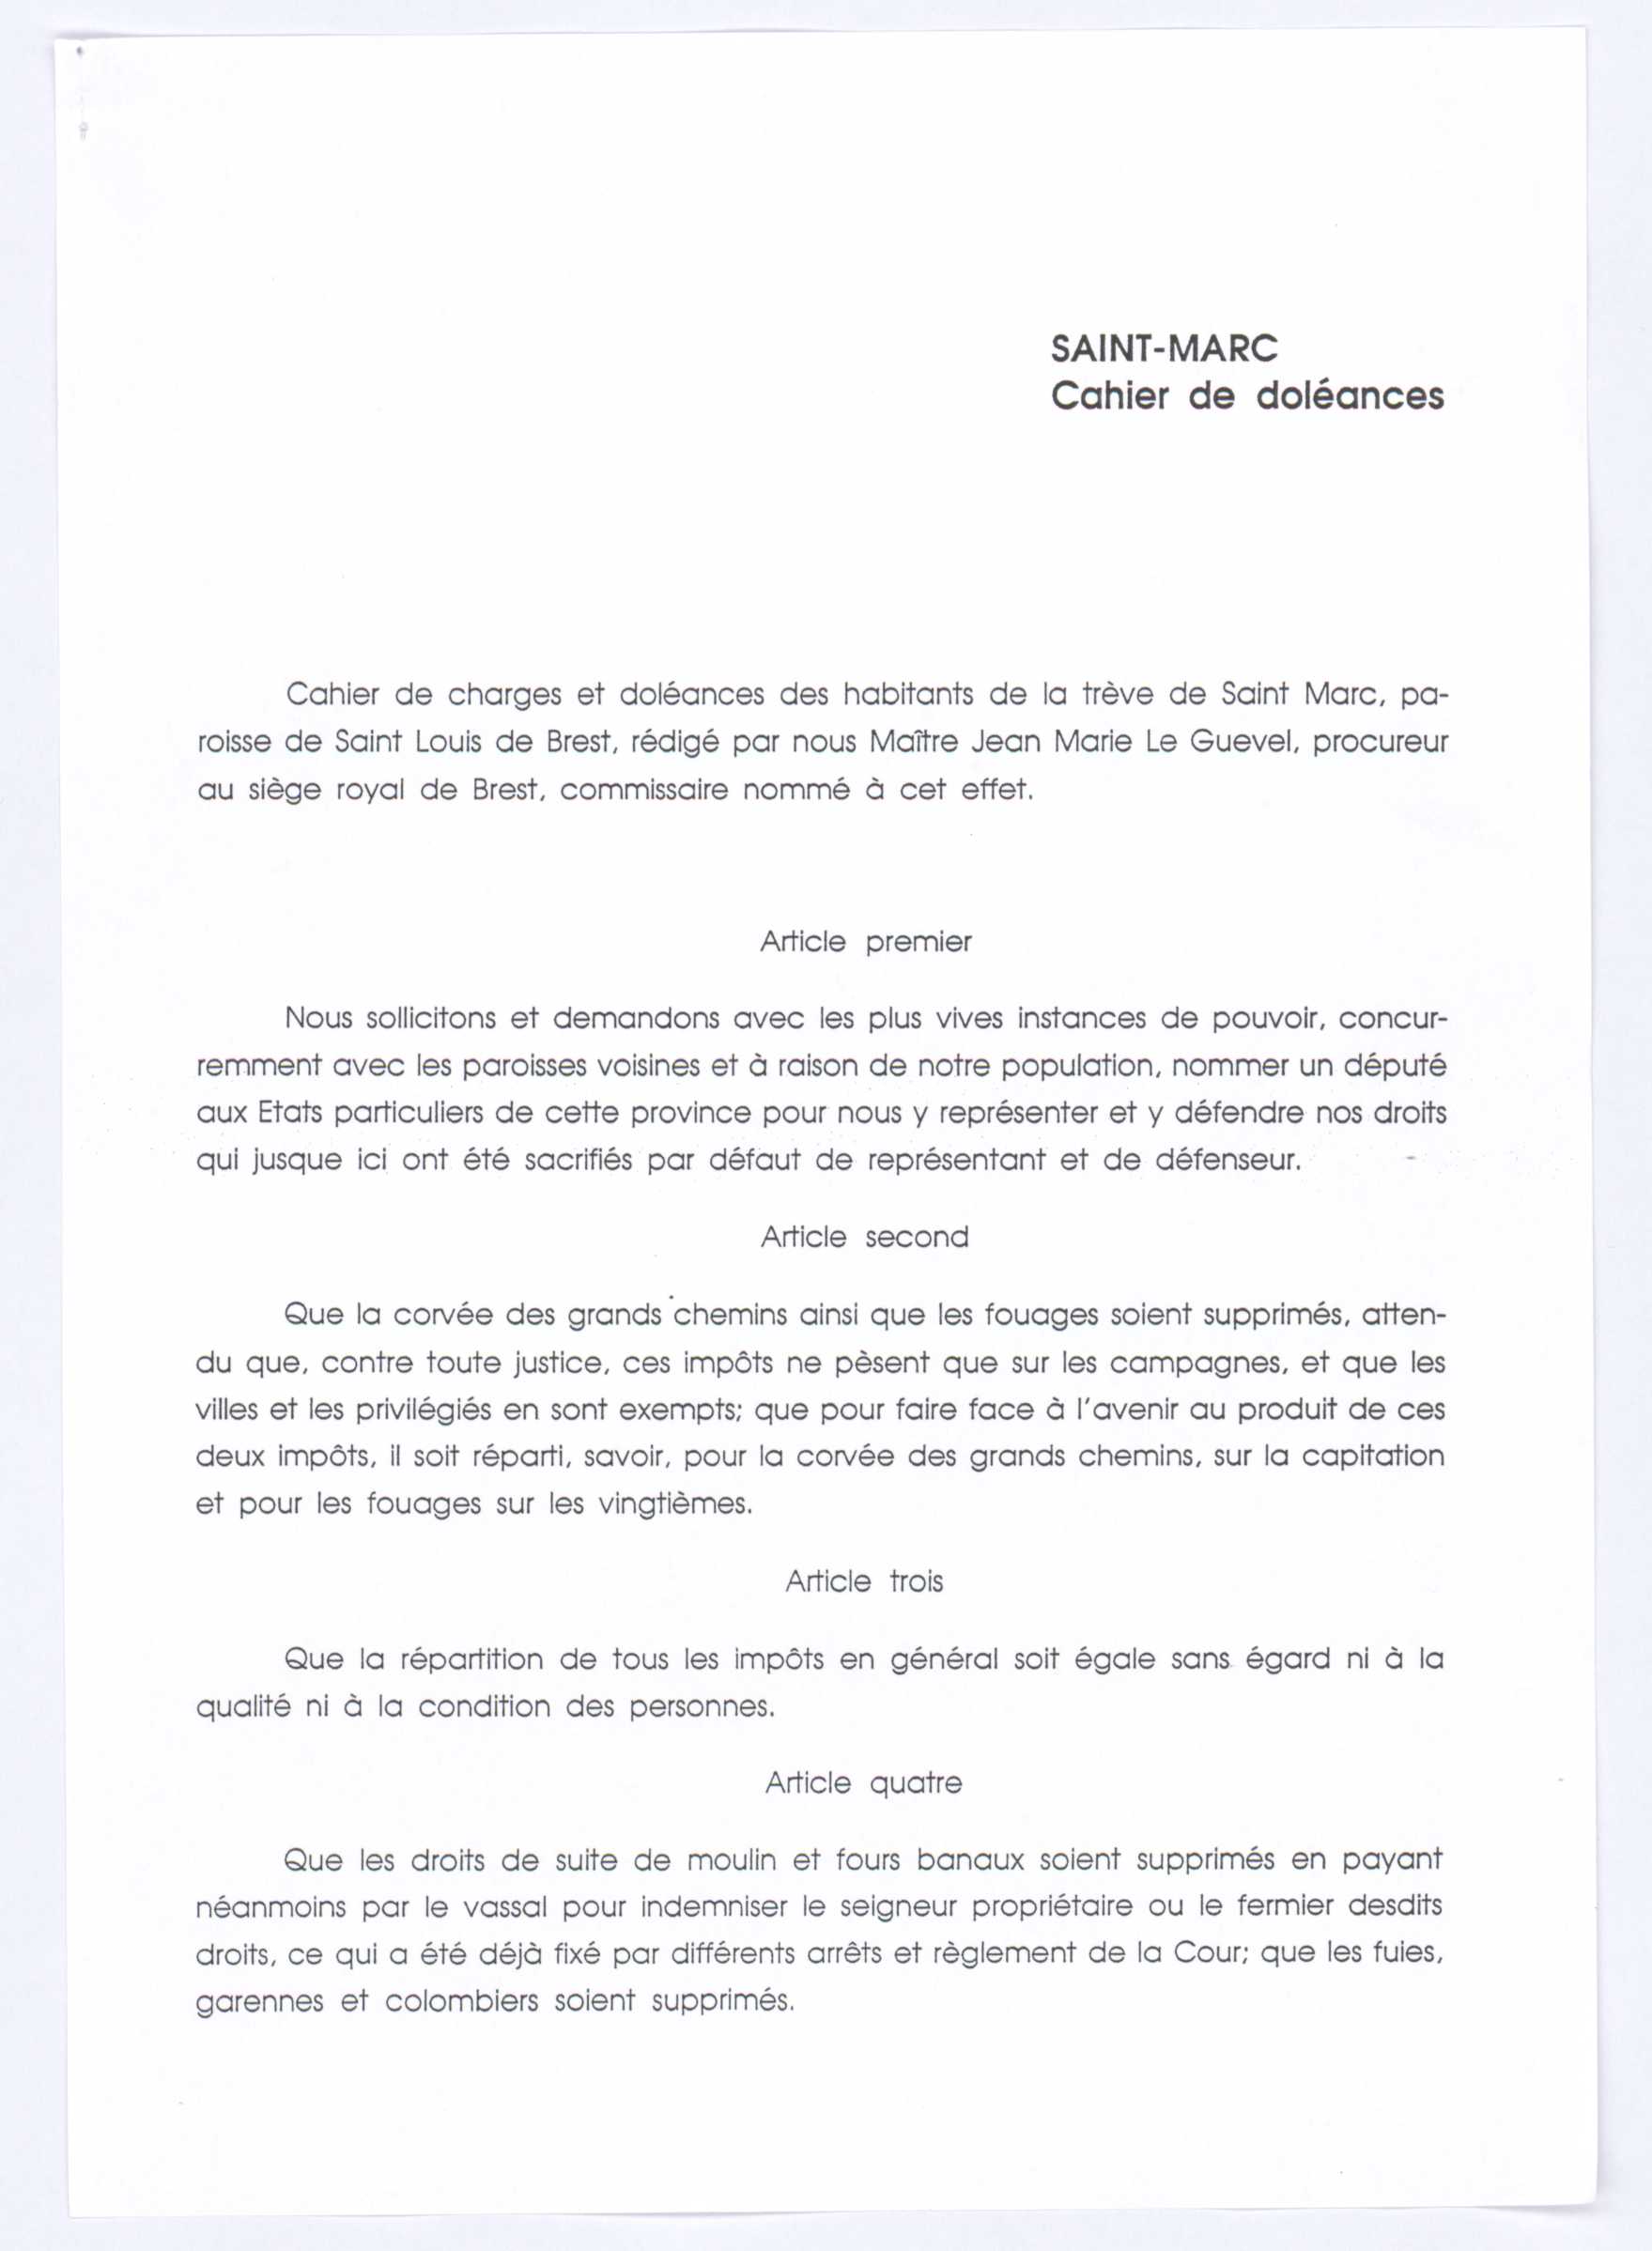 SAINT-MARC
Cahier de doléances
Cahier de charges et doléances des habitants de la trève de Saint Marc, pa-
roisse de Saint Louis de Brest, rédigé par nous Maître Jean Marie Le Guevel, procureur
au siège royal de Brest, commissaire nommé à cet effet.
Article premier
Nous sollicitons et demandons avec les plus vives instances de pouvoir, concur-
remment avec les paroisses voisines et à raison de notre population, nommer un député
aux Etats particuliers de cette province pour nous y représenter et y défendre nos droits
qui jusque ici ont été sacrifiés par défaut de représentant et de défenseur.
Article second
Que la corvée des grands chemins ainsi que les fouages soient supprimés, atten-
du que, contre toute justice, ces impôts ne pèsent que sur les campagnes, et que les
villes et les privilégiés en sont exempts; que pour faire face à l'avenir au produit de ces
deux impôts, il soit réparti, savoir, pour la corvée des grands chemins, sur la capitation
et pour les fouages sur les vingtièmes.
Article trois
Que la répartition de tous les impôts en général soit égale sans égard ni à la
qualité ni à la condition des personnes.
Article quatre
Que les droits de suite de moulin et fours banaux soient supprimés en payant
néanmoins par le vassal pour indemniser le seigneur propriétaire ou le fermier desdits
droits, ce qui a été déjà fixé par différents arrêts et règlement de la Cour; que les fuies,
garennes et colombiers soient supprimés.